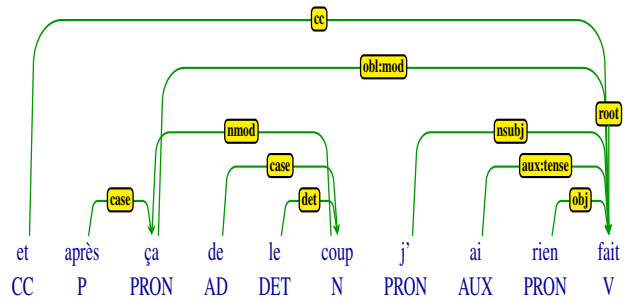 cc
obl:mod
root
nmod nsubj
case aux:tense
case det obj
et après ça de le coup j' ai rien fait
CC P PRON AD DET N PRON AUX PRON V